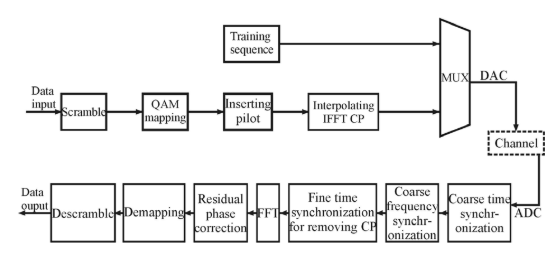 Training
sequence
MUX
DAC
Data
input
Scramble
QAM
mapping
Inserting
pilot
Interpolating
IFFT CP
Channel
ADC
Data
ouput
Descramble
Demapping
Residual
phase
correction
FFT
Fine time
synchronization
for removing CP
Coarse
frequency
synchr-
onization
Coarse time
synchr-
onization